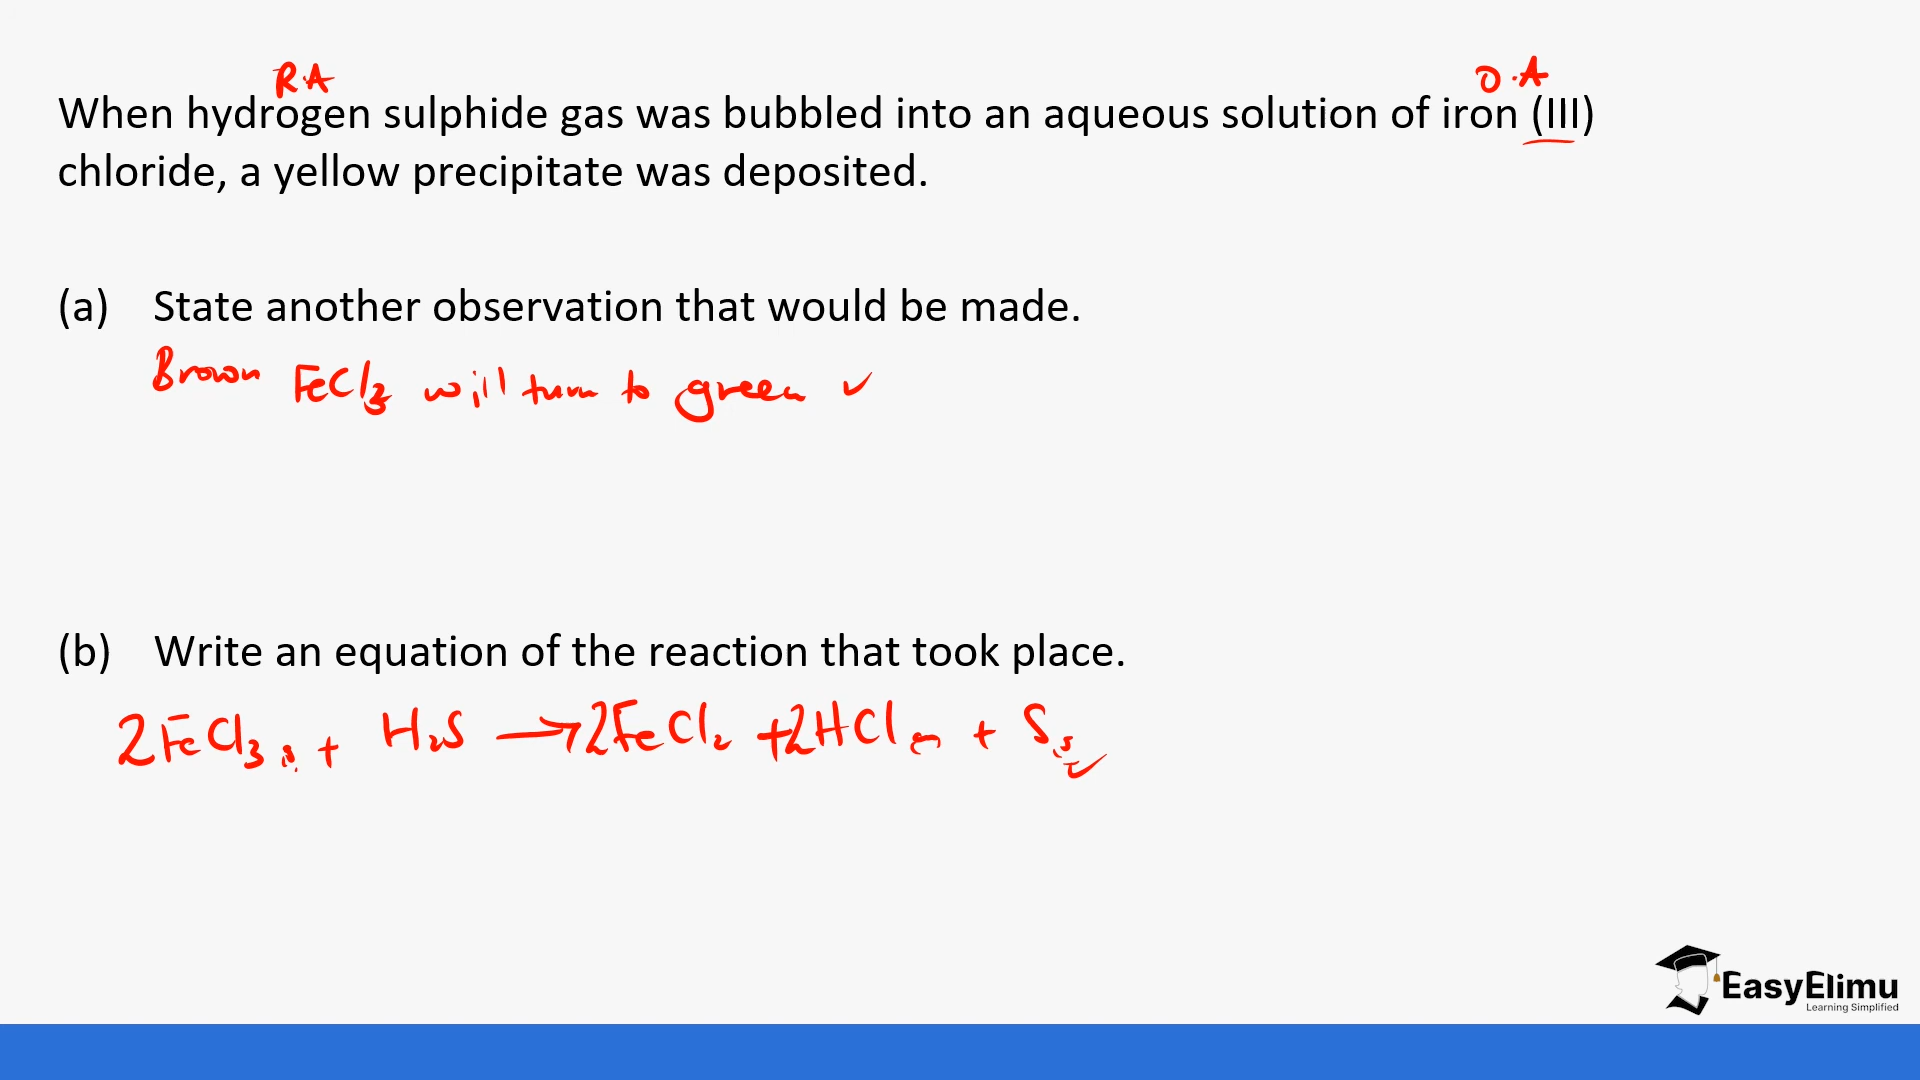 R.A O.A
When hydrogen sulphide gas was bubbled into an aqueous solution of iron (III)
chloride, a yellow precipitate was deposited.
(a) State another observation that would be made.
Brown FeCl3 will turn to green ✓
(b) Write an equation of the reaction that took place.
2FeCl3 + H2S → 2FeCl2 + 2HCl + S(s) ✓
EasyElimu
Learning Simplified